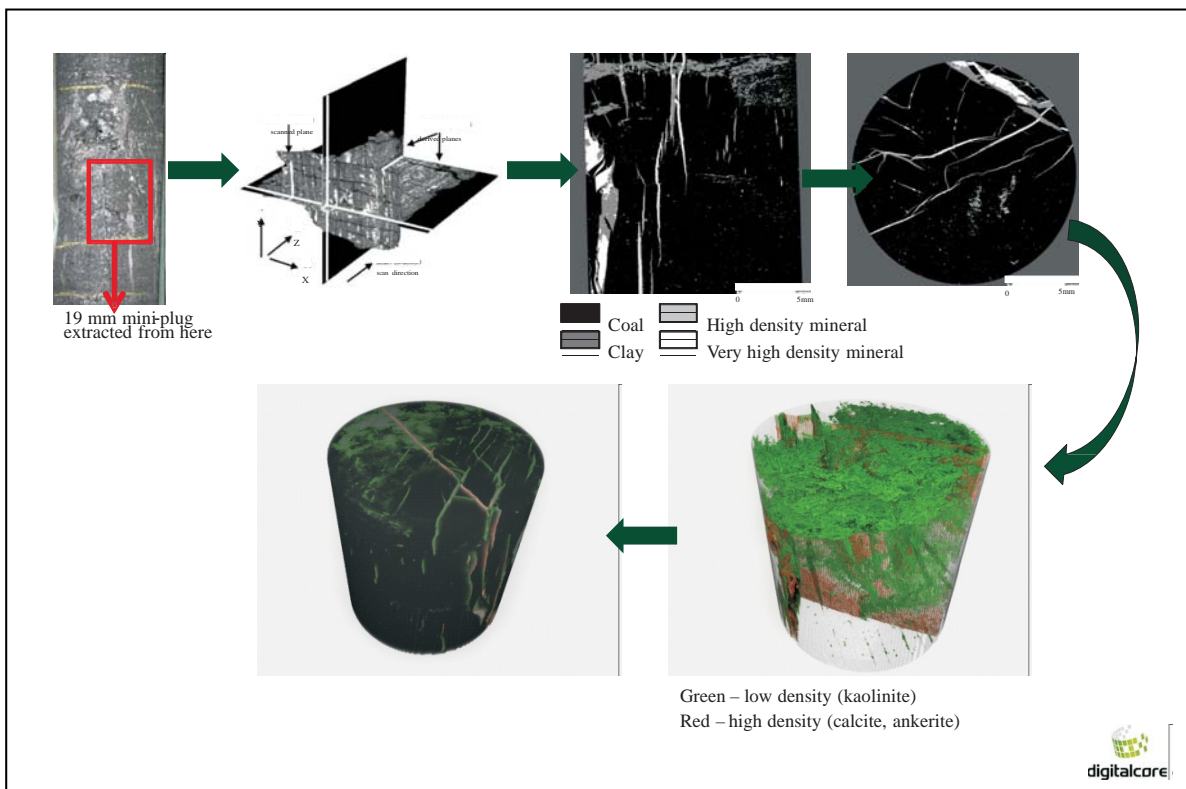 scanned plane
derived planes
Z
X
scan direction
19 mm mini-plug
extracted from here
0 5mm
0 5mm
Coal
High density mineral
Clay
Very high density mineral
Green – low density (kaolinite)
Red – high density (calcite, ankerite)
digitalcore